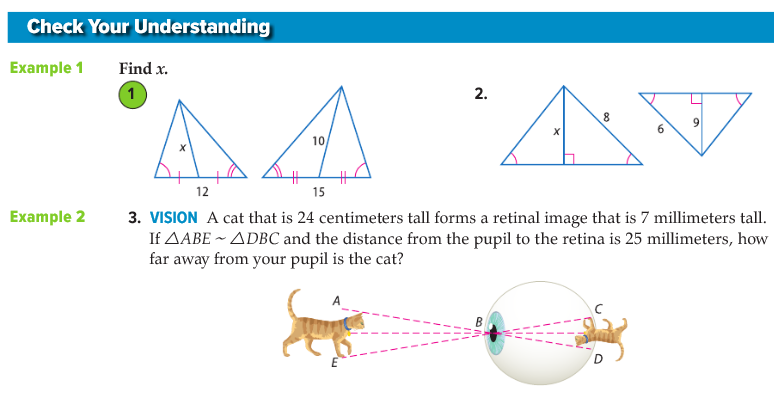 Check Your Understanding
Example 1 Find x.
1
x
12
10
15
2.
x
8
6
9
Example 2 3. VISION A cat that is 24 centimeters tall forms a retinal image that is 7 millimeters tall.
If △ABE ~ △DBC and the distance from the pupil to the retina is 25 millimeters, how
far away from your pupil is the cat?
A
B
C
E
D